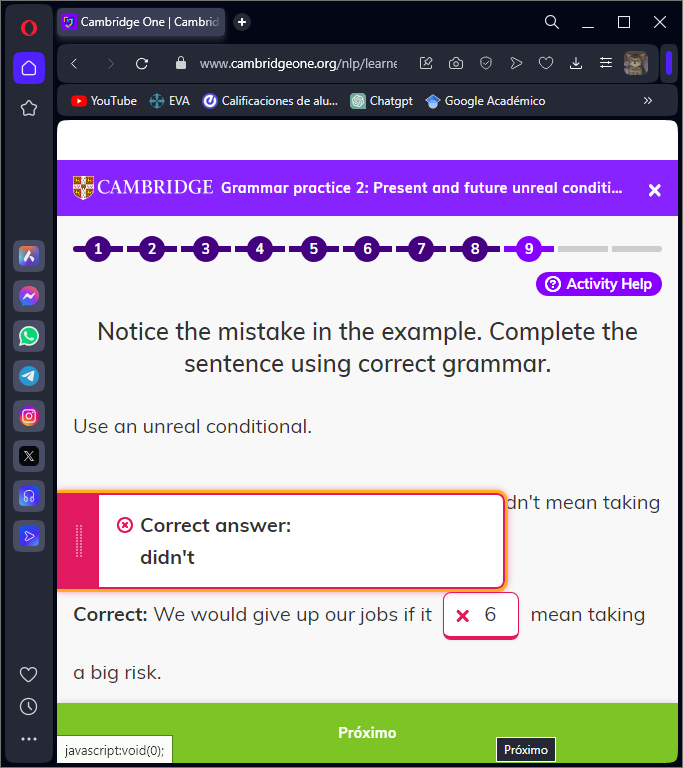 Cambridge One | Cambrid
www.cambridgeone.org/nlp/learne
YouTube EVA Calificaciones de alu... Chatgpt Google Académico »
CAMBRIDGE Grammar practice 2: Present and future unreal conditi... ×
1 2 3 4 5 6 7 8 9
Activity Help
Notice the mistake in the example. Complete the
sentence using correct grammar.
Use an unreal conditional.
dn't mean taking
Correct answer:
didn't
Correct: We would give up our jobs if it 6 mean taking
a big risk.
Próximo
javascript:void(0);
Próximo